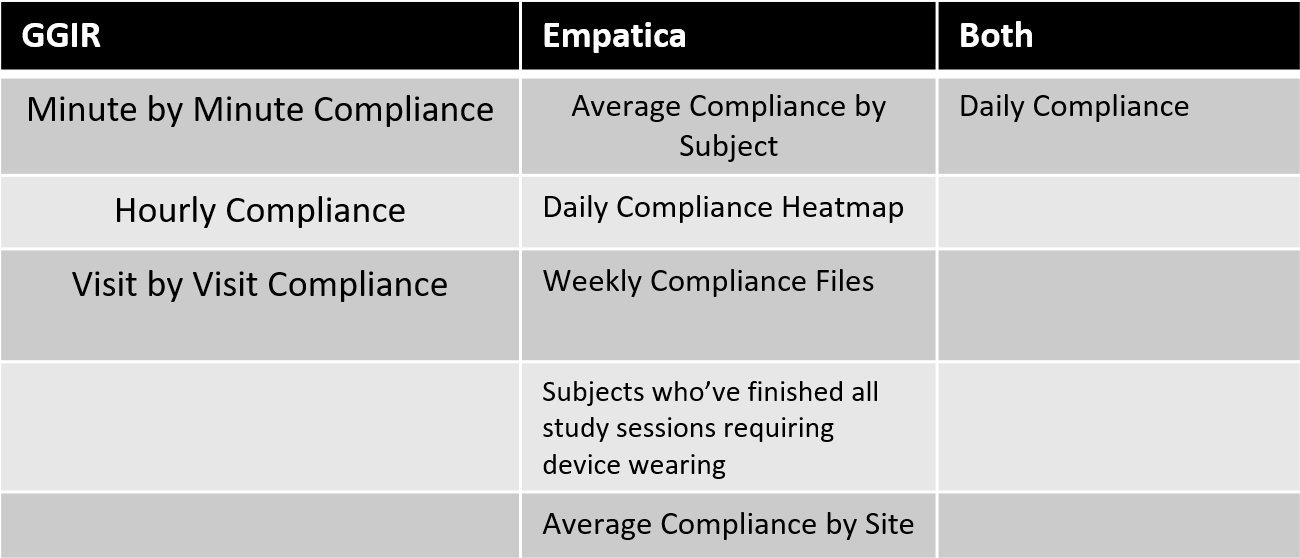 GGIR
Empatica
Both
Minute by Minute Compliance
Average Compliance by
Subject
Daily Compliance
Hourly Compliance
Daily Compliance Heatmap
Visit by Visit Compliance
Weekly Compliance Files
Subjects who’ve finished all
study sessions requiring
device wearing
Average Compliance by Site